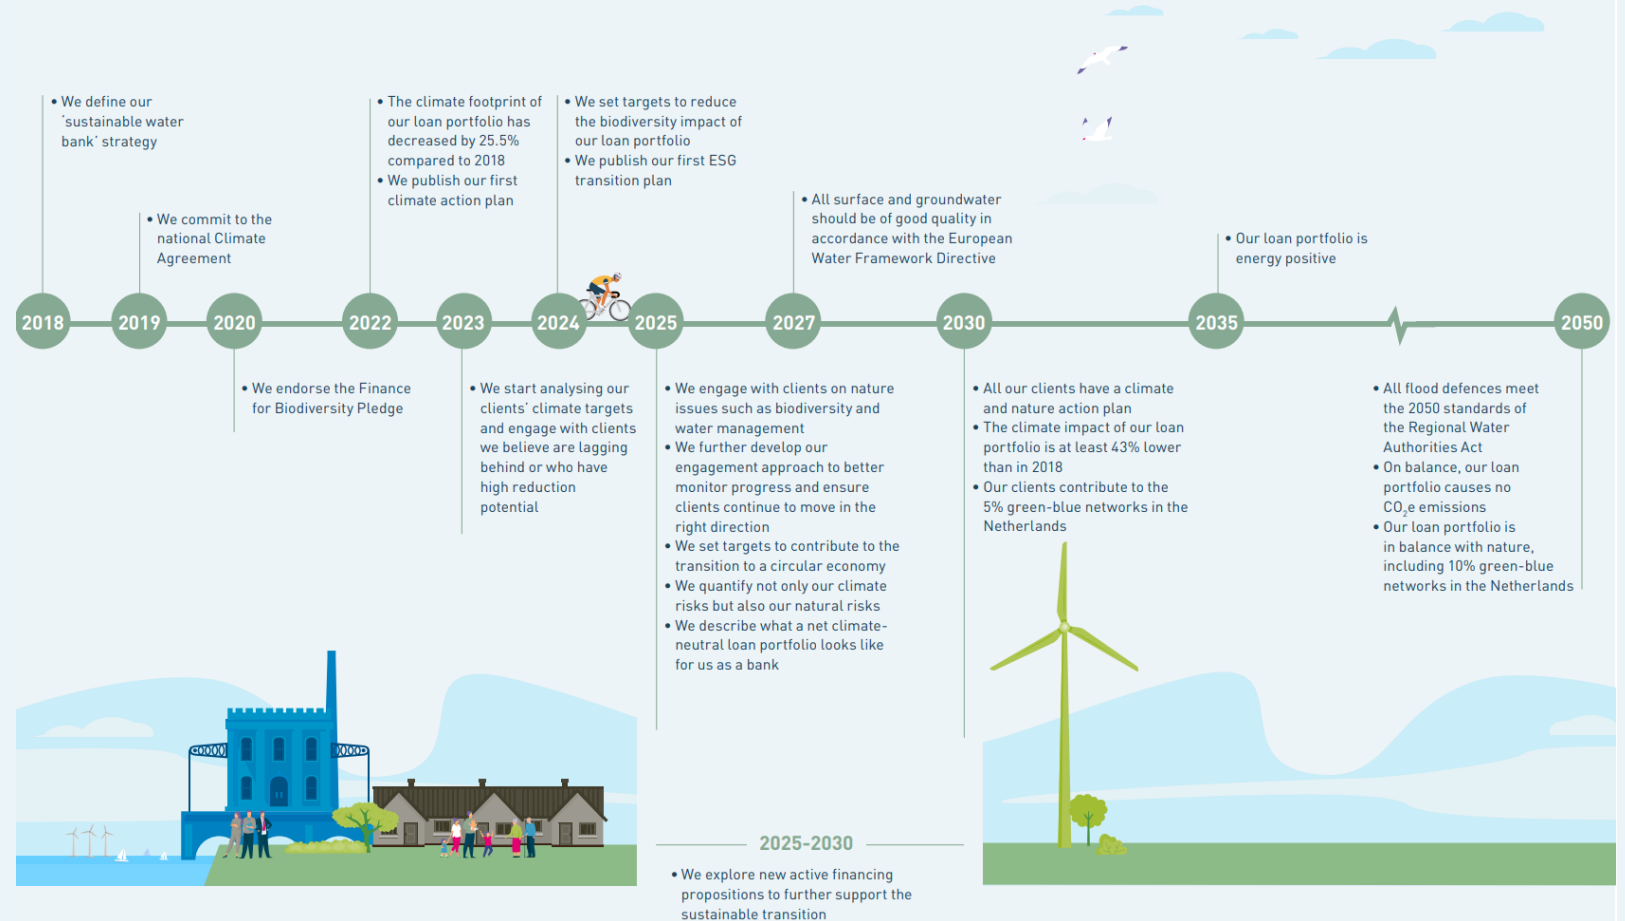 • We define our
‘sustainable water
bank’ strategy
• We commit to the
national Climate
Agreement
• The climate footprint of
our loan portfolio has
decreased by 25.5%
compared to 2018
• We publish our first
climate action plan
• We set targets to reduce
the biodiversity impact of
our loan portfolio
• We publish our first ESG
transition plan
• All surface and groundwater
should be of good quality in
accordance with the European
Water Framework Directive
• Our loan portfolio is
energy positive
2018
2019
2020
2022
2023
2024
2025
2027
2030
2035
2050
• We endorse the Finance
for Biodiversity Pledge
• We start analysing our
clients’ climate targets
and engage with clients
we believe are lagging
behind or who have
high reduction
potential
• We engage with clients on nature
issues such as biodiversity and
water management
• We further develop our
engagement approach to better
monitor progress and ensure
clients continue to move in the
right direction
• We set targets to contribute to the
transition to a circular economy
• We quantify not only our climate
risks but also our natural risks
• We describe what a net climate-
neutral loan portfolio looks like
for us as a bank
• All our clients have a climate
and nature action plan
• The climate impact of our loan
portfolio is at least 43% lower
than in 2018
• Our clients contribute to the
5% green-blue networks in the
Netherlands
• All flood defences meet
the 2050 standards of
the Regional Water
Authorities Act
• On balance, our loan
portfolio causes no
CO₂e emissions
• Our loan portfolio is
in balance with nature,
including 10% green-blue
networks in the Netherlands
2025-2030
• We explore new active financing
propositions to further support the
sustainable transition